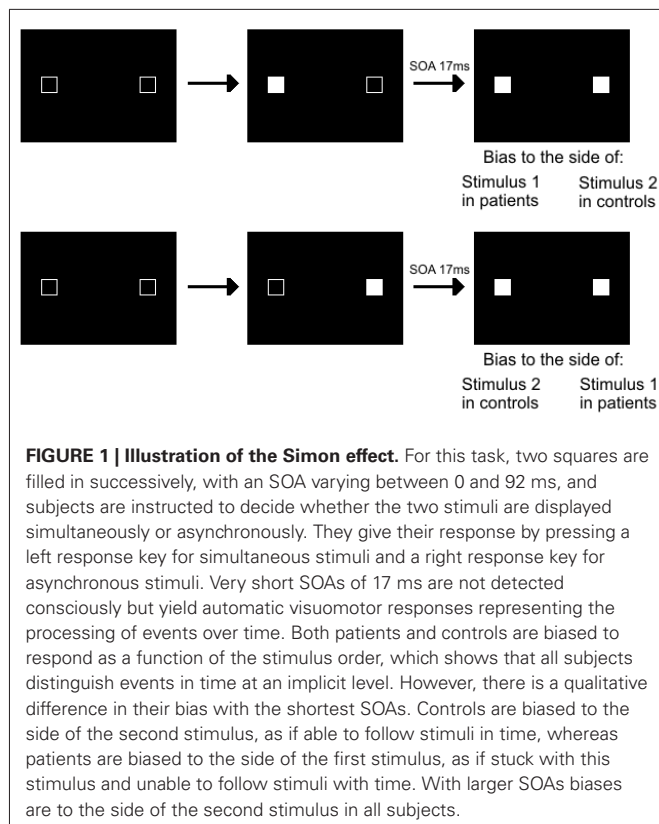 SOA 17ms
Bias to the side of:
Stimulus 1 Stimulus 2
in patients in controls
SOA 17ms
Bias to the side of:
Stimulus 2 Stimulus 1
in controls in patients
FIGURE 1 | Illustration of the Simon effect. For this task, two squares are
filled in successively, with an SOA varying between 0 and 92 ms, and
subjects are instructed to decide whether the two stimuli are displayed
simultaneously or asynchronously. They give their response by pressing a
left response key for simultaneous stimuli and a right response key for
asynchronous stimuli. Very short SOAs of 17 ms are not detected
consciously but yield automatic visuomotor responses representing the
processing of events over time. Both patients and controls are biased to
respond as a function of the stimulus order, which shows that all subjects
distinguish events in time at an implicit level. However, there is a qualitative
difference in their bias with the shortest SOAs. Controls are biased to the
side of the second stimulus, as if able to follow stimuli in time, whereas
patients are biased to the side of the first stimulus, as if stuck with this
stimulus and unable to follow stimuli with time. With larger SOAs biases
are to the side of the second stimulus in all subjects.